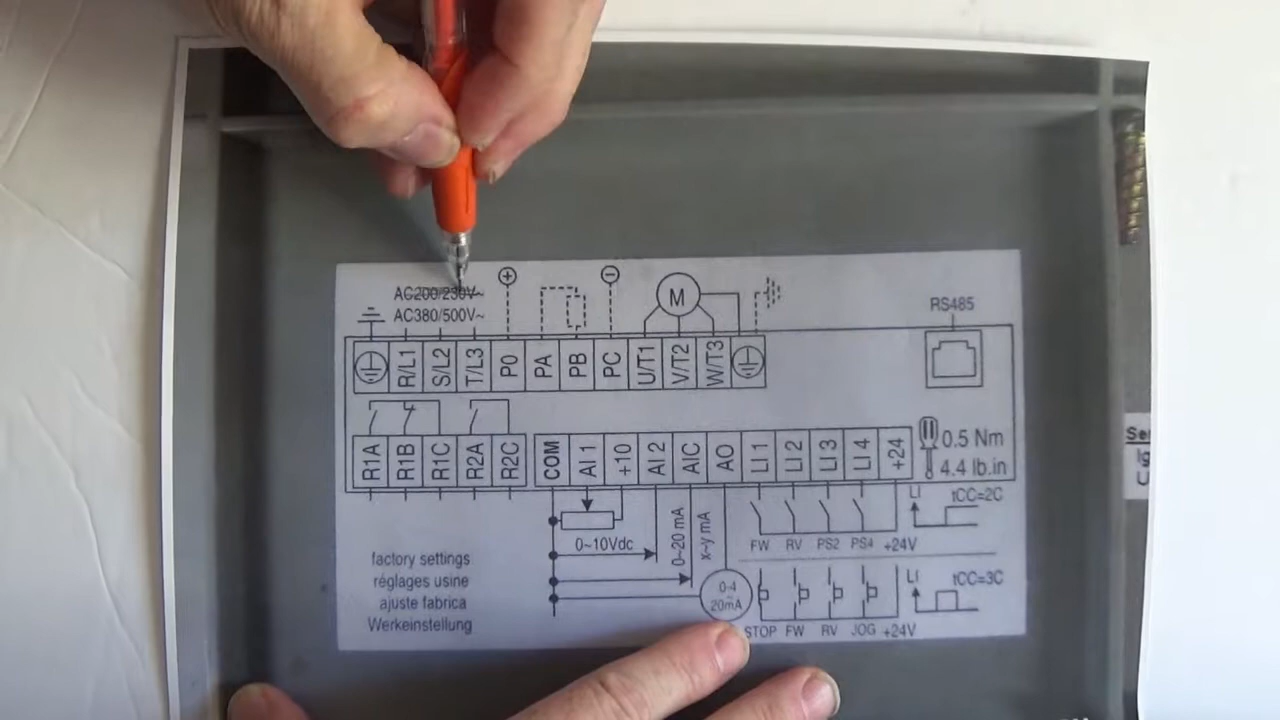 AC200/230V~
AC380/500V~
RS485
M
R/L1 S/L2 T/L3 P0 PA PB PC U/T1 V/T2 W/T3
R1A R1B R1C R2A R2C COM AI 1 +10 AI 2 AIC AO LI 1 LI 2 LI 3 LI 4 +24
0.5 Nm
4.4 lb.in
LI tCC=2C
0~10Vdc
0~20 mA
x~y mA
FW RV PS2 PS4 +24V
factory settings
réglages usine
ajuste fabrica
Werkeinstellung
LI tCC=3C
0-4
20mA
STOP FW RV JOG +24V